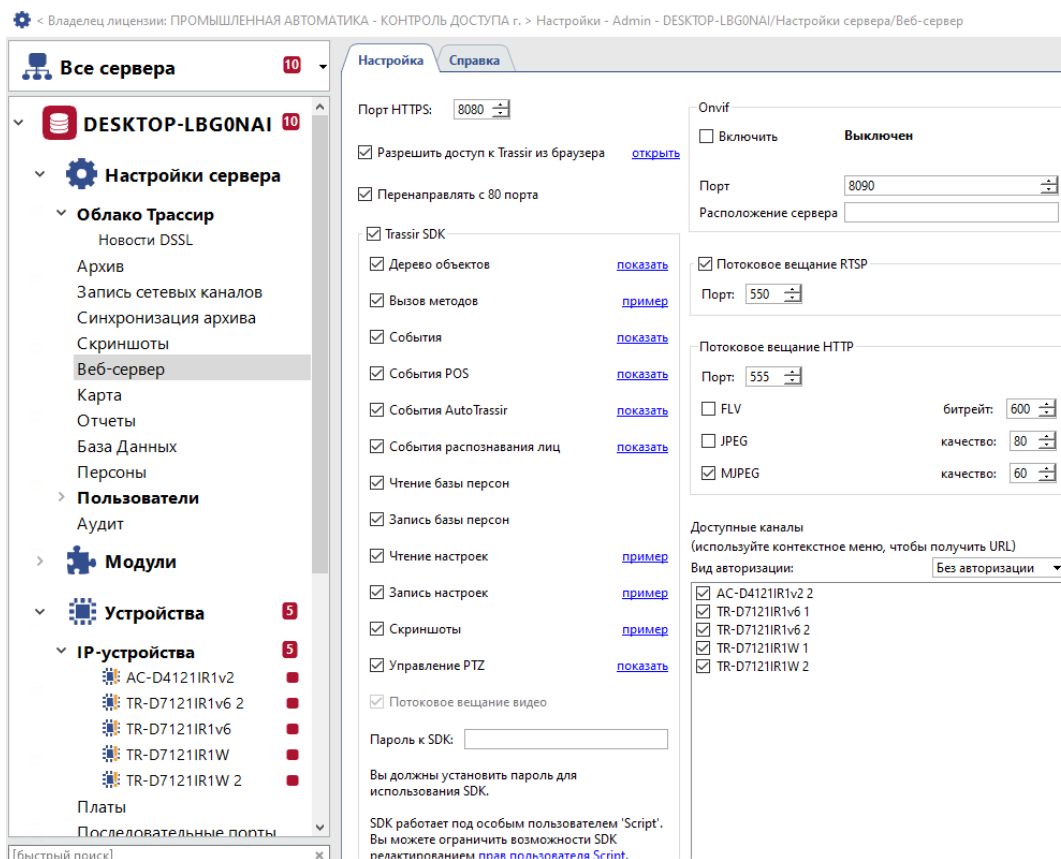 < Владелец лицензии: ПРОМЫШЛЕННАЯ АВТОМАТИКА - КОНТРОЛЬ ДОСТУПА г. > Настройки - Admin - DESKTOP-LBG0NAI/Настройки сервера/Веб-сервер
Все сервера 10
DESKTOP-LBG0NAI 10
Настройки сервера
Облако Трассир
Новости DSSL
Архив
Запись сетевых каналов
Синхронизация архива
Скриншоты
Веб-сервер
Карта
Отчеты
База Данных
Персоны
Пользователи
Аудит
Модули
Устройства 5
IP-устройства 5
AC-D4121IR1v2
TR-D7121IR1v6 2
TR-D7121IR1v6
TR-D7121IR1W
TR-D7121IR1W 2
Платы
Последовательные порты
[быстрый поиск]
Настройка Справка
Порт HTTPS: 8080
Разрешить доступ к Trassir из браузера открыть
Перенаправлять с 80 порта
Trassir SDK
Дерево объектов показать
Вызов методов пример
События показать
События POS показать
События AutoTrassir показать
События распознавания лиц показать
Чтение базы персон
Запись базы персон
Чтение настроек пример
Запись настроек пример
Скриншоты пример
Управление PTZ показать
Потоковое вещание видео
Пароль к SDK:
Вы должны установить пароль для
использования SDK.
SDK работает под особым пользователем 'Script'.
Вы можете ограничить возможности SDK
редактированием прав пользователя Script.
Onvif
Включить Выключен
Порт 8090
Расположение сервера
Потоковое вещание RTSP
Порт: 550
Потоковое вещание HTTP
Порт: 555
FLV битрейт: 600
JPEG качество: 80
MJPEG качество: 60
Доступные каналы
(используйте контекстное меню, чтобы получить URL)
Вид авторизации: Без авторизации
AC-D4121IR1v2 2
TR-D7121IR1v6 1
TR-D7121IR1v6 2
TR-D7121IR1W 1
TR-D7121IR1W 2